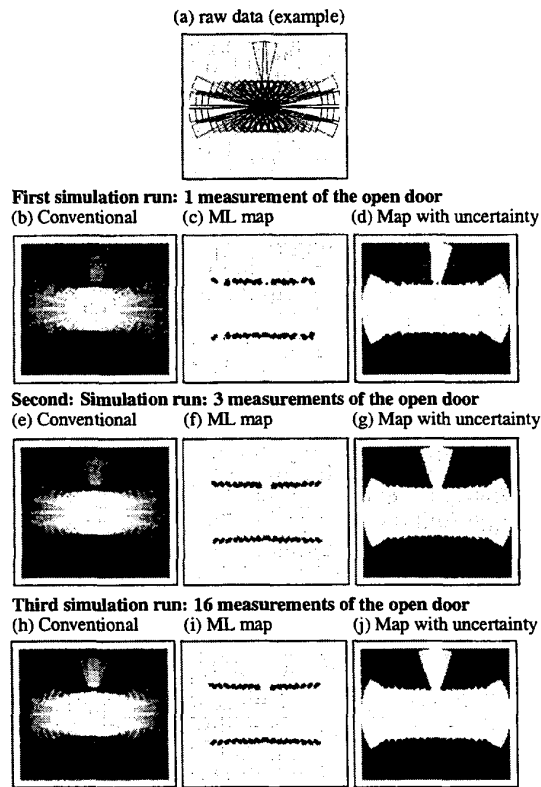 (a) raw data (example)
First simulation run: 1 measurement of the open door
(b) Conventional (c) ML map (d) Map with uncertainty
Second: Simulation run: 3 measurements of the open door
(e) Conventional (f) ML map (g) Map with uncertainty
Third simulation run: 16 measurements of the open door
(h) Conventional (i) ML map (j) Map with uncertainty